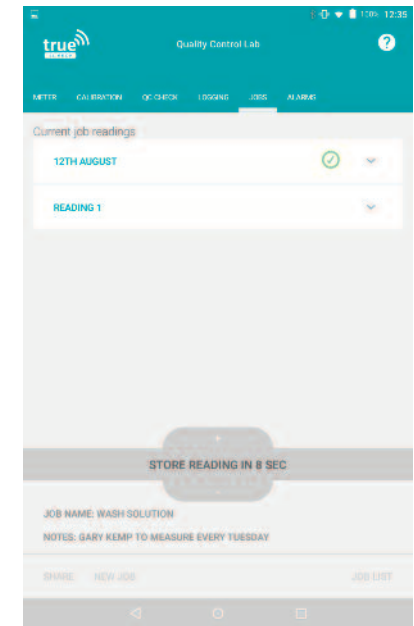 100% 12:35
true
Quality Control Lab
?
METER CALIBRATION QC CHECK LOGGING JOBS ALARMS
Current job readings
12TH AUGUST
READING 1
STORE READING IN 8 SEC
JOB NAME: WASH SOLUTION
NOTES: GARY KEMP TO MEASURE EVERY TUESDAY
SHARE NEW JOB JOB LIST